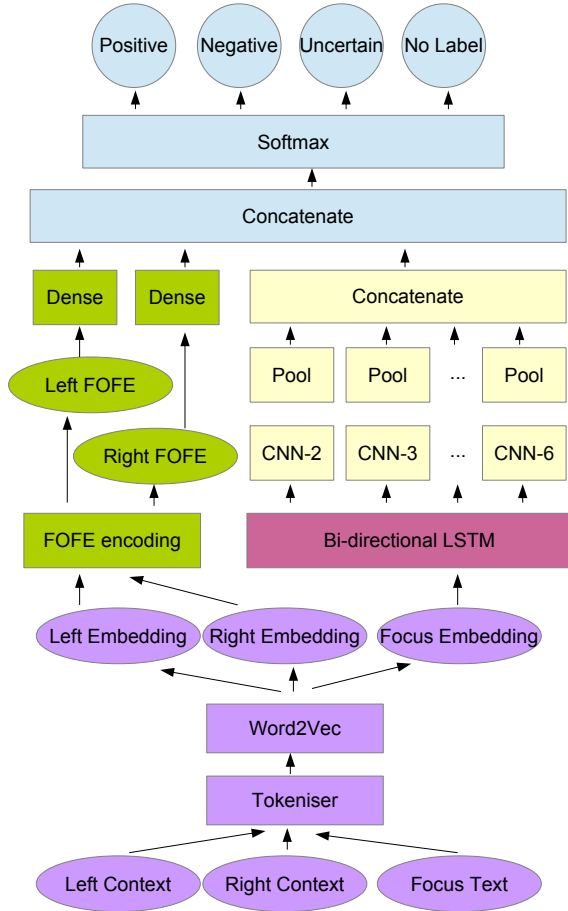 Positive
Negative
Uncertain
No Label
Softmax
Concatenate
Dense
Dense
Concatenate
Left FOFE
Pool
Pool
...
Pool
Right FOFE
CNN-2
CNN-3
...
CNN-6
FOFE encoding
Bi-directional LSTM
Left Embedding
Right Embedding
Focus Embedding
Word2Vec
Tokeniser
Left Context
Right Context
Focus Text